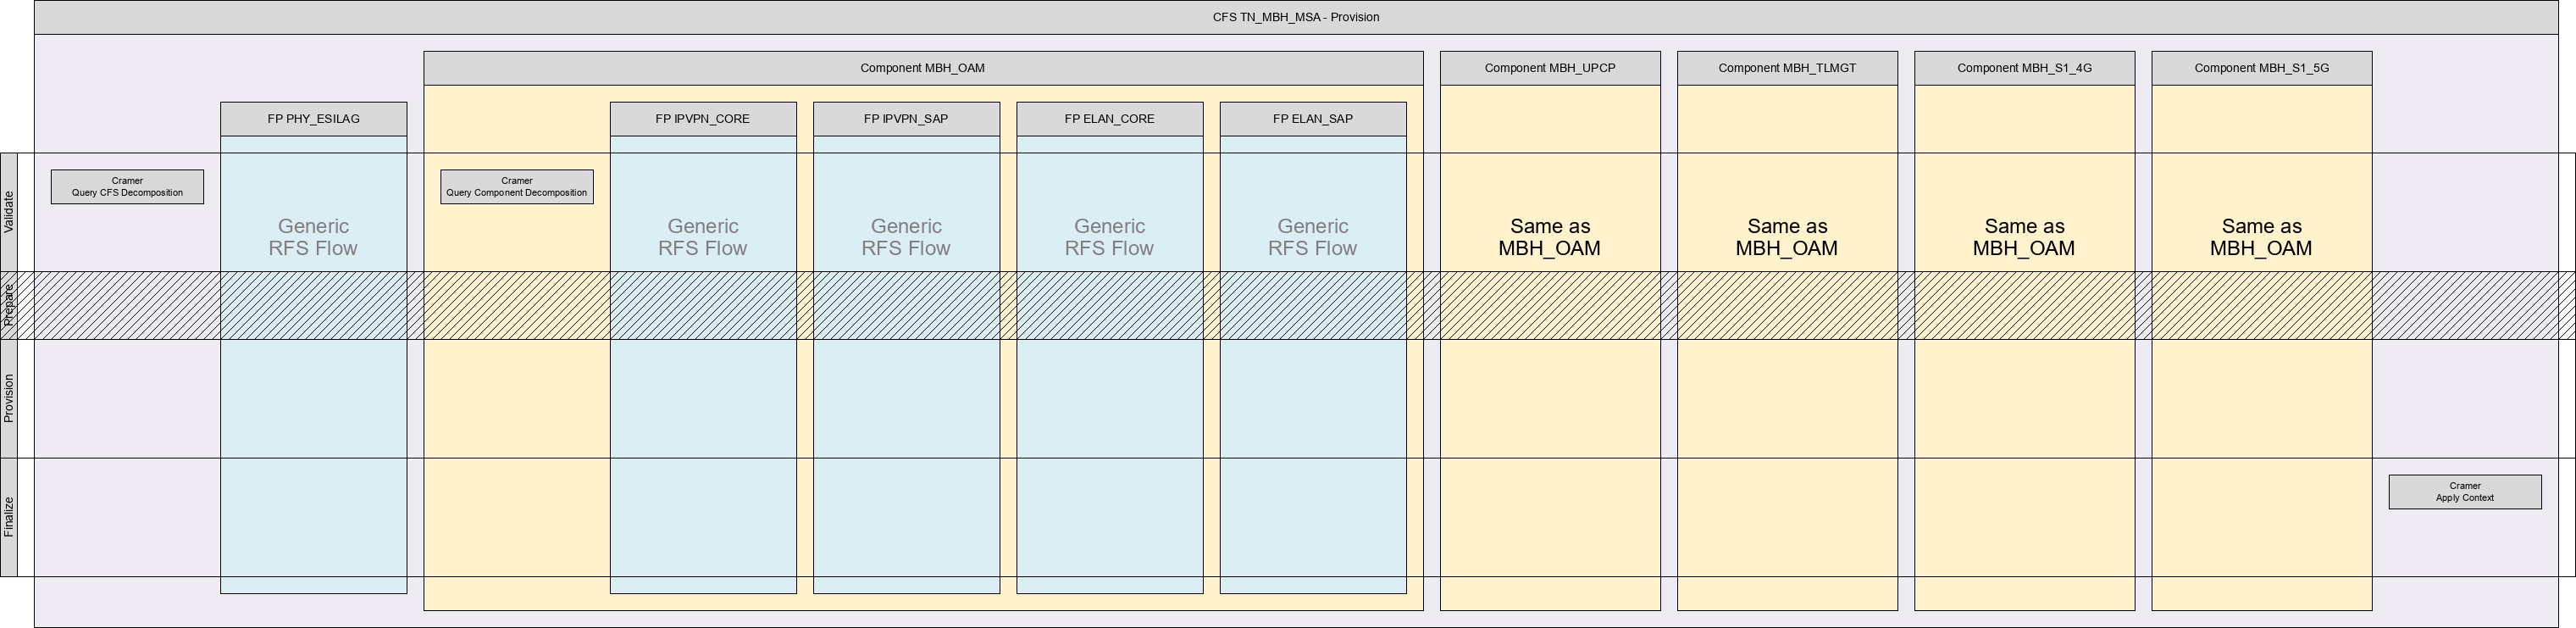 CFS TN_MBH_MSA - Provision
Component MBH_OAM
Component MBH_UPCP
Component MBH_TLMGT
Component MBH_S1_4G
Component MBH_S1_5G
FP PHY_ESILAG
FP IPVPN_CORE
FP IPVPN_SAP
FP ELAN_CORE
FP ELAN_SAP
Validate
Cramer
Query CFS Decomposition
Generic
RFS Flow
Cramer
Query Component Decomposition
Generic
RFS Flow
Generic
RFS Flow
Generic
RFS Flow
Generic
RFS Flow
Same as
MBH_OAM
Same as
MBH_OAM
Same as
MBH_OAM
Same as
MBH_OAM
Prepare
Provision
Finalize
Cramer
Apply Context